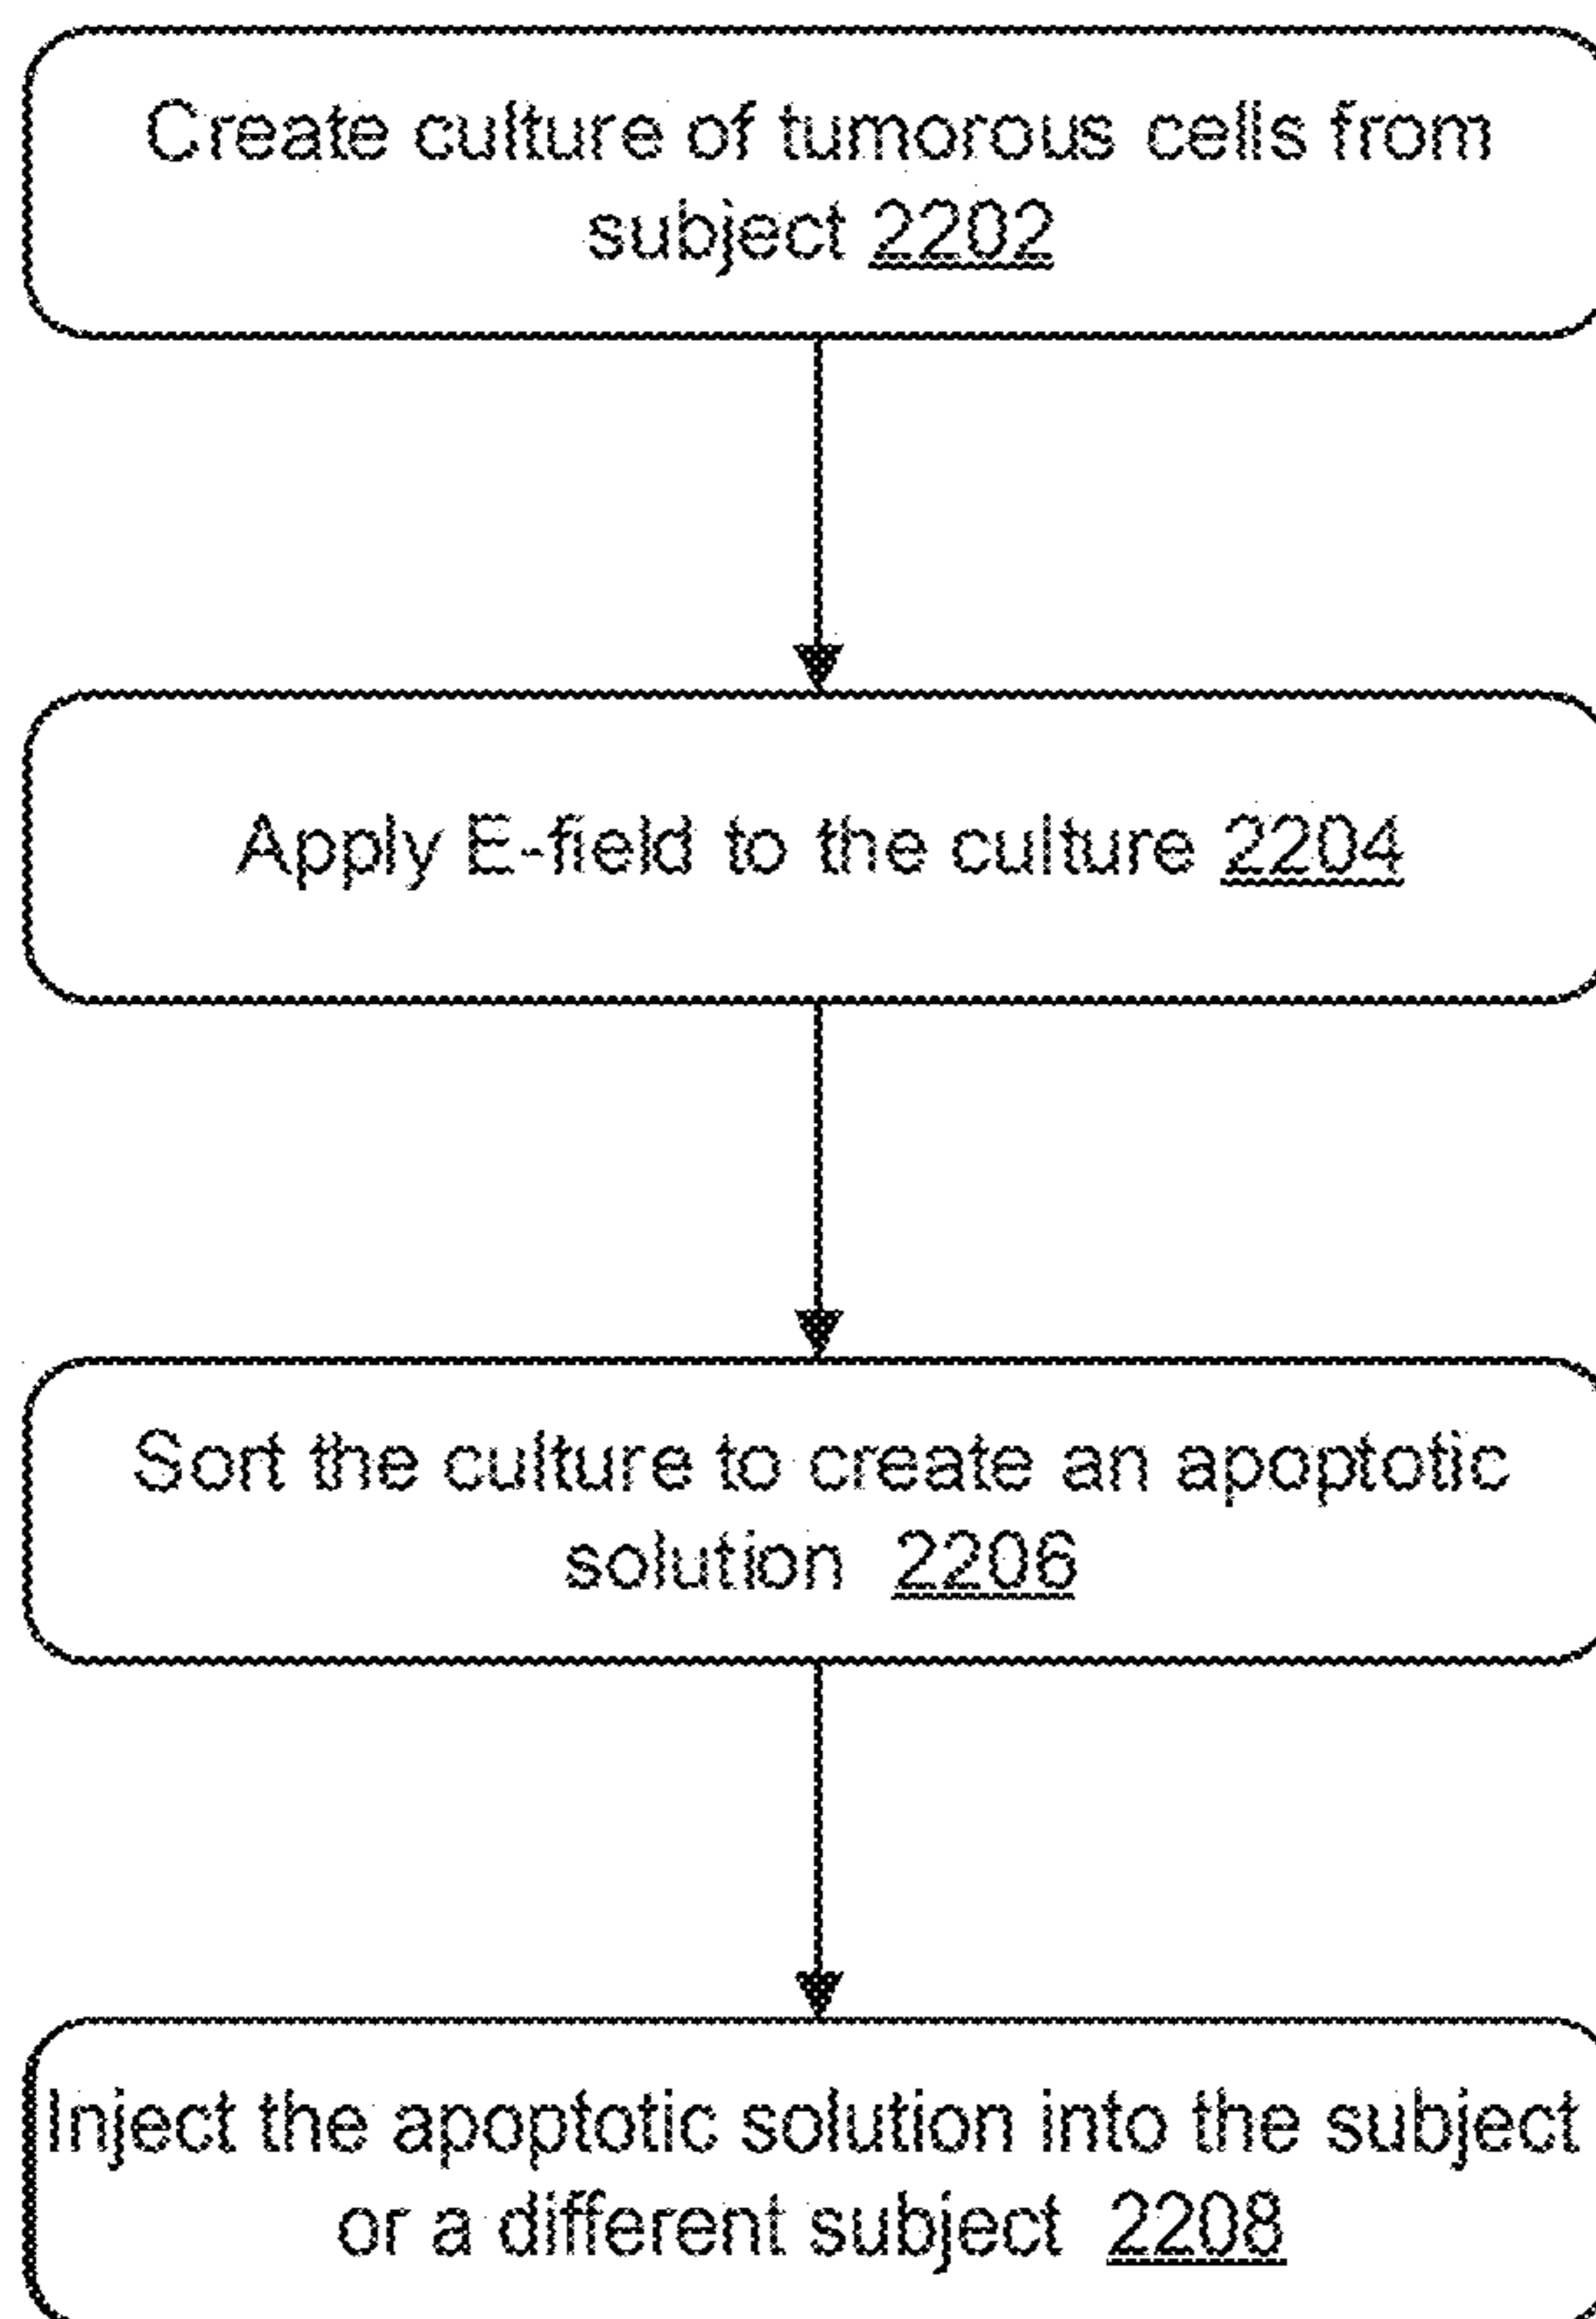 Create culture of tumorous cells from
subject 2202
Apply E-field to the culture 2204
Sort the culture to create an apoptotic
solution 2206
Inject the apoptotic solution into the subject
or a different subject 2208